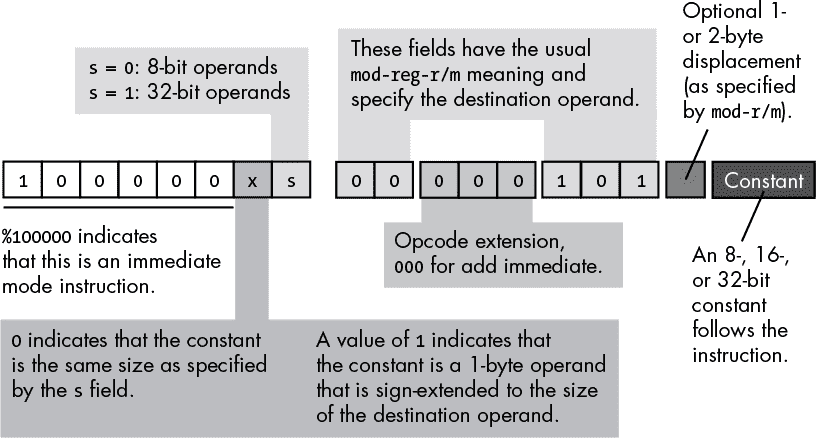 Optional 1-
or 2-byte
displacement
(as specified
by mod-r/m).
These fields have the usual
mod-reg-r/m meaning and
specify the destination operand.
s = 0: 8-bit operands
s = 1: 32-bit operands
1 0 0 0 0 0 x s 0 0 0 0 0 1 0 1 Constant
%100000 indicates
that this is an immediate
mode instruction.
Opcode extension,
000 for add immediate.
An 8-, 16-,
or 32-bit
constant
follows the
instruction.
0 indicates that the constant
is the same size as specified
by the s field.
A value of 1 indicates that
the constant is a 1-byte operand
that is sign-extended to the size
of the destination operand.